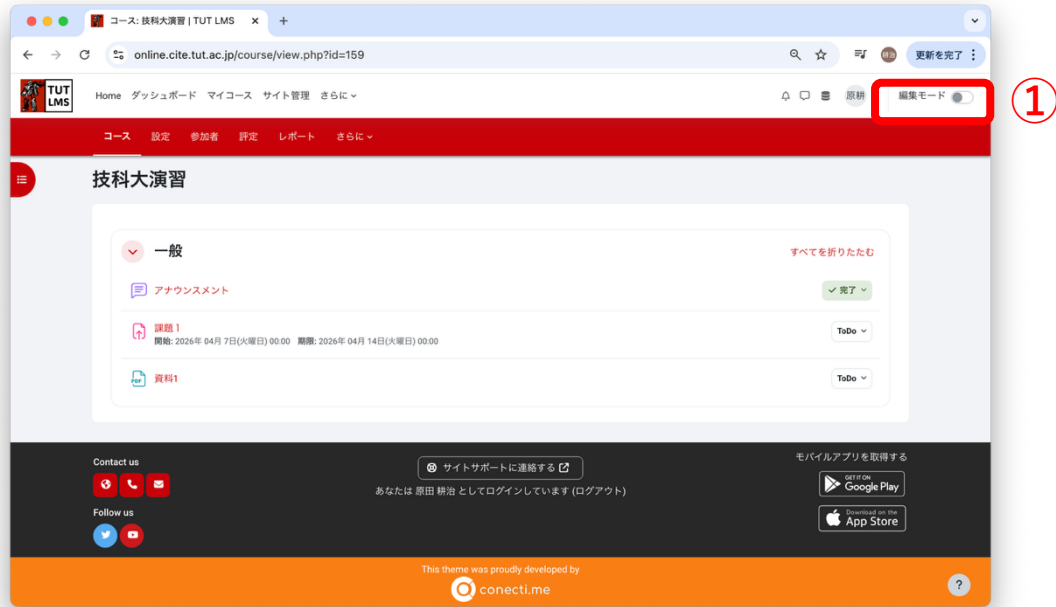 コース: 技科大演習 | TUT LMS
online.cite.tut.ac.jp/course/view.php?id=159
更新を完了
TUT LMS
Home ダッシュボード マイコース サイト管理 さらに
原耕
編集モード
①
コース 設定 参加者 評定 レポート さらに
技科大演習
一般
すべてを折りたたむ
アナウンスメント
完了
課題 1
ToDo
開始: 2026年 04月 7日(火曜日) 00:00 期限: 2026年 04月 14日(火曜日) 00:00
PDF
資料1
ToDo
Contact us
サイトサポートに連絡する
モバイルアプリを取得する
あなたは 原田 耕治 としてログインしています (ログアウト)
GET IT ON
Google Play
Follow us
Download on the
App Store
This theme was proudly developed by
conecti.me
?